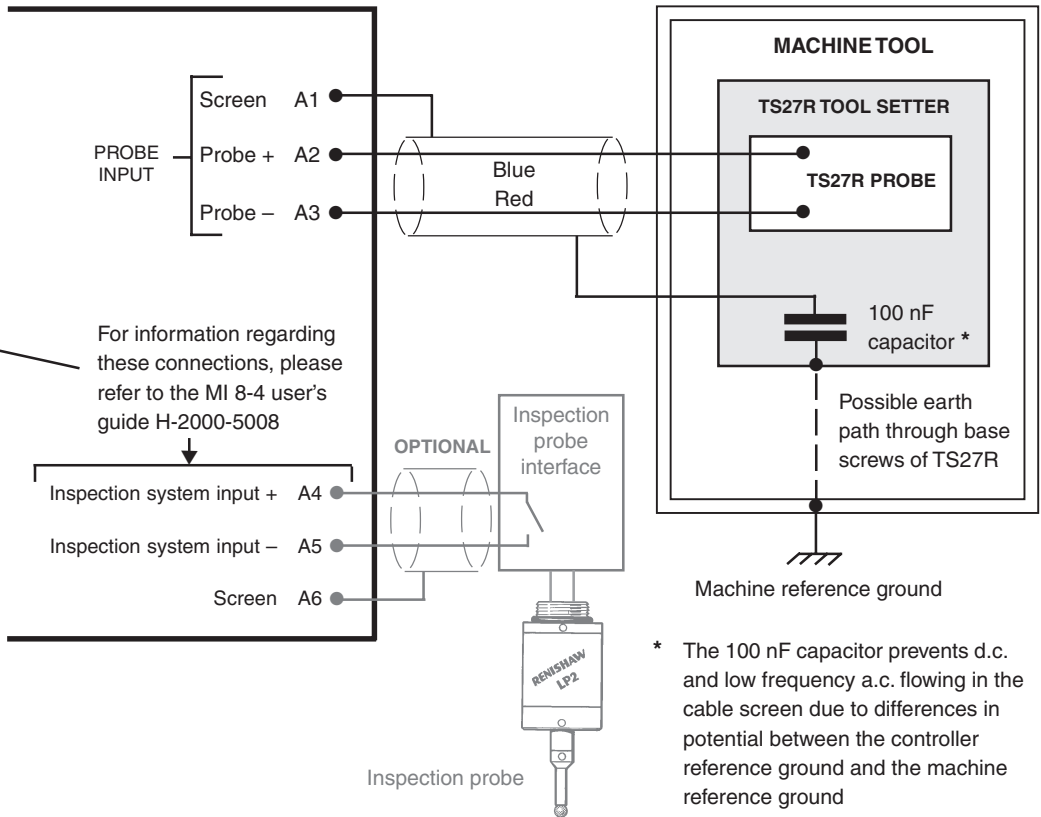 MACHINE TOOL
TS27R TOOL SETTER
TS27R PROBE
PROBE
INPUT
Screen A1
Probe + A2
Probe – A3
Blue
Red
100 nF
capacitor *
Possible earth
path through base
screws of TS27R
Machine reference ground
For information regarding
these connections, please
refer to the MI 8-4 user's
guide H-2000-5008
Inspection system input + A4
Inspection system input – A5
Screen A6
OPTIONAL
Inspection
probe
interface
RENISHAW
LP2
Inspection probe
* The 100 nF capacitor prevents d.c.
and low frequency a.c. flowing in the
cable screen due to differences in
potential between the controller
reference ground and the machine
reference ground